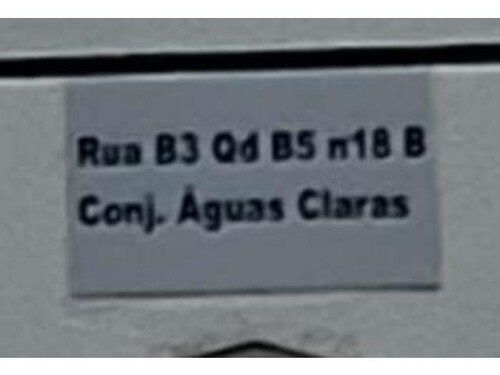 Rua B3 Qd B5 n18 B
Conj. Águas Claras